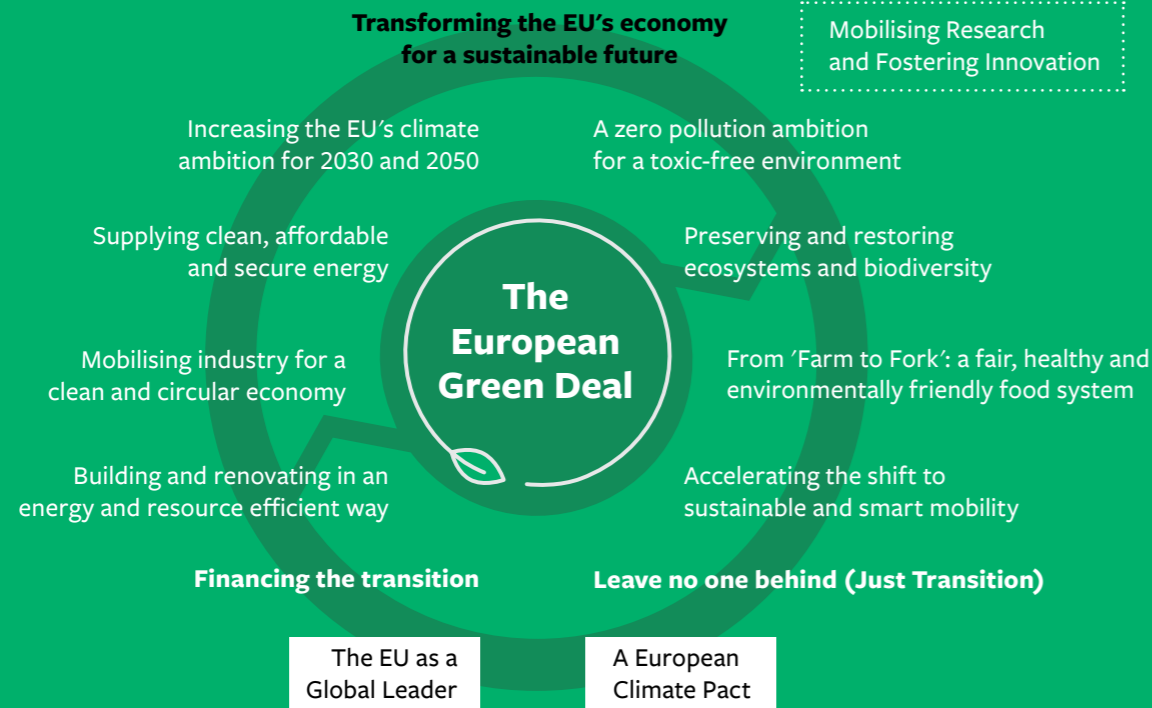 Transforming the EU's economy
for a sustainable future
Mobilising Research
and Fostering Innovation
Increasing the EU's climate
ambition for 2030 and 2050
A zero pollution ambition
for a toxic-free environment
Supplying clean, affordable
and secure energy
Preserving and restoring
ecosystems and biodiversity
The
European
Green Deal
Mobilising industry for a
clean and circular economy
From 'Farm to Fork': a fair, healthy and
environmentally friendly food system
Building and renovating in an
energy and resource efficient way
Accelerating the shift to
sustainable and smart mobility
Financing the transition
Leave no one behind (Just Transition)
The EU as a
Global Leader
A European
Climate Pact